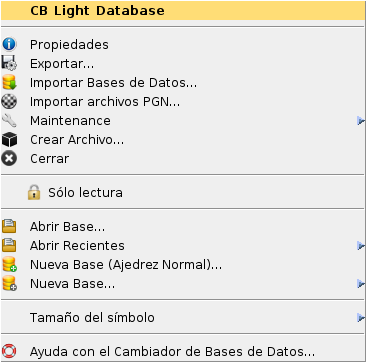 CB Light Database
Propiedades
Exportar...
Importar Bases de Datos...
Importar archivos PGN...
Maintenance
Crear Archivo...
Cerrar
Sólo lectura
Abrir Base...
Abrir Recientes
Nueva Base (Ajedrez Normal)...
Nueva Base...
Tamaño del símbolo
Ayuda con el Cambiador de Bases de Datos...